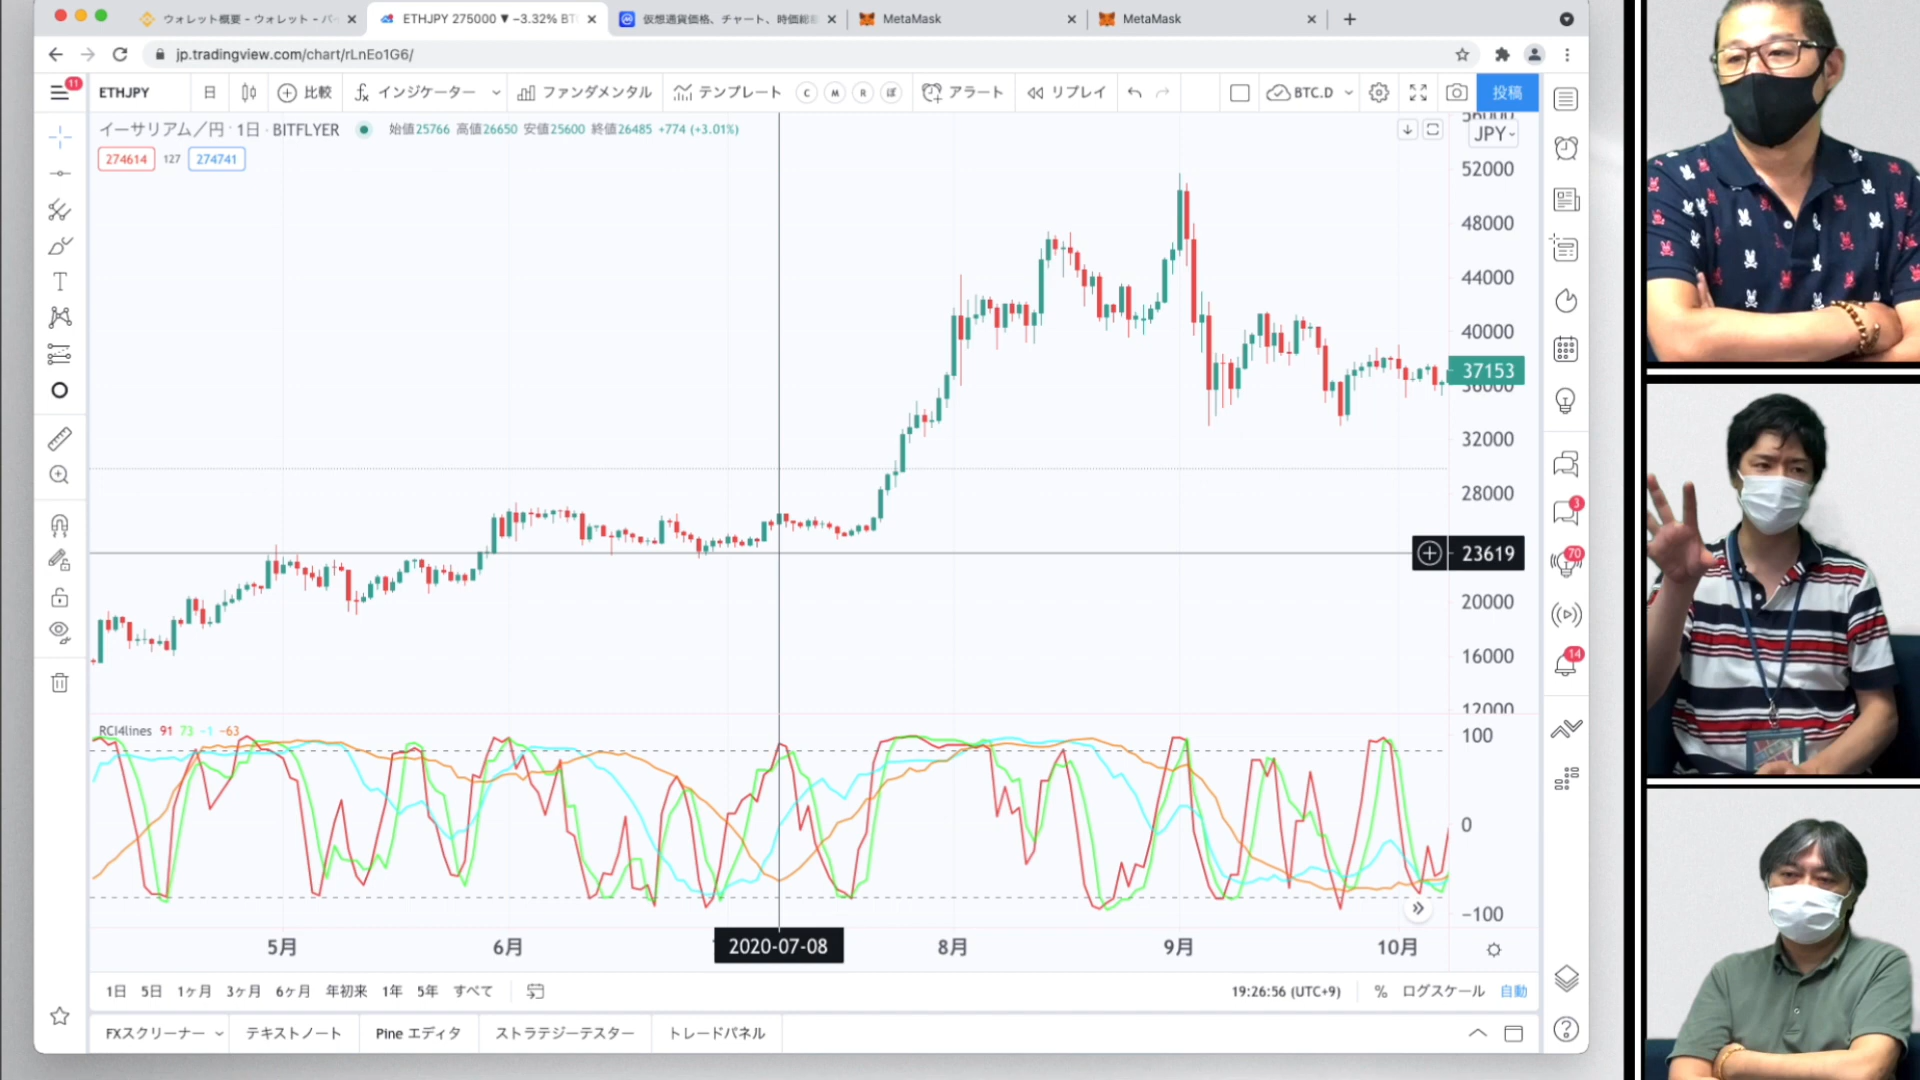 ウォレット概要 - ウォレット - バイ
ETHJPY 275000 ▼ −3.32% BT
仮想通貨価格、チャート、時価総額
MetaMask
MetaMask
jp.tradingview.com/chart/rLnEo1G6/
11
ETHJPY
日
比較
インジケーター
ファンダメンタル
テンプレート
C
M
R
ほ
アラート
リプレイ
BTC.D
投稿
イーサリアム／円 · 1日 · BITFLYER
始値25766 高値26650 安値25600 終値26485 +774 (+3.01%)
274614
127
274741
JPY
56000
52000
48000
44000
40000
37153
36000
32000
28000
23619
20000
16000
12000
3
70
14
RCI4lines 91 73 −1 −63
100
0
−100
5月
6月
2020-07-08
8月
9月
10月
1日 5日 1ヶ月 3ヶ月 6ヶ月 年初来 1年 5年 すべて
19:26:56 (UTC+9)
%
ログスケール
自動
FXスクリーナー
テキストノート
Pine エディタ
ストラテジーテスター
トレードパネル